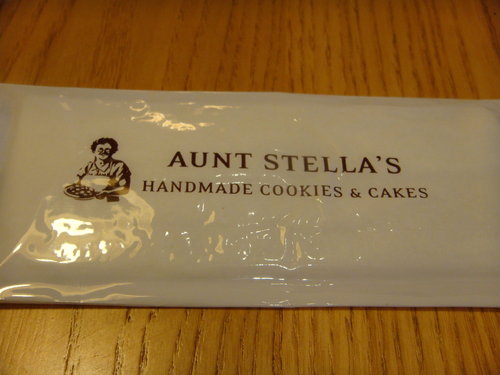 AUNT STELLA'S
HANDMADE COOKIES & CAKES